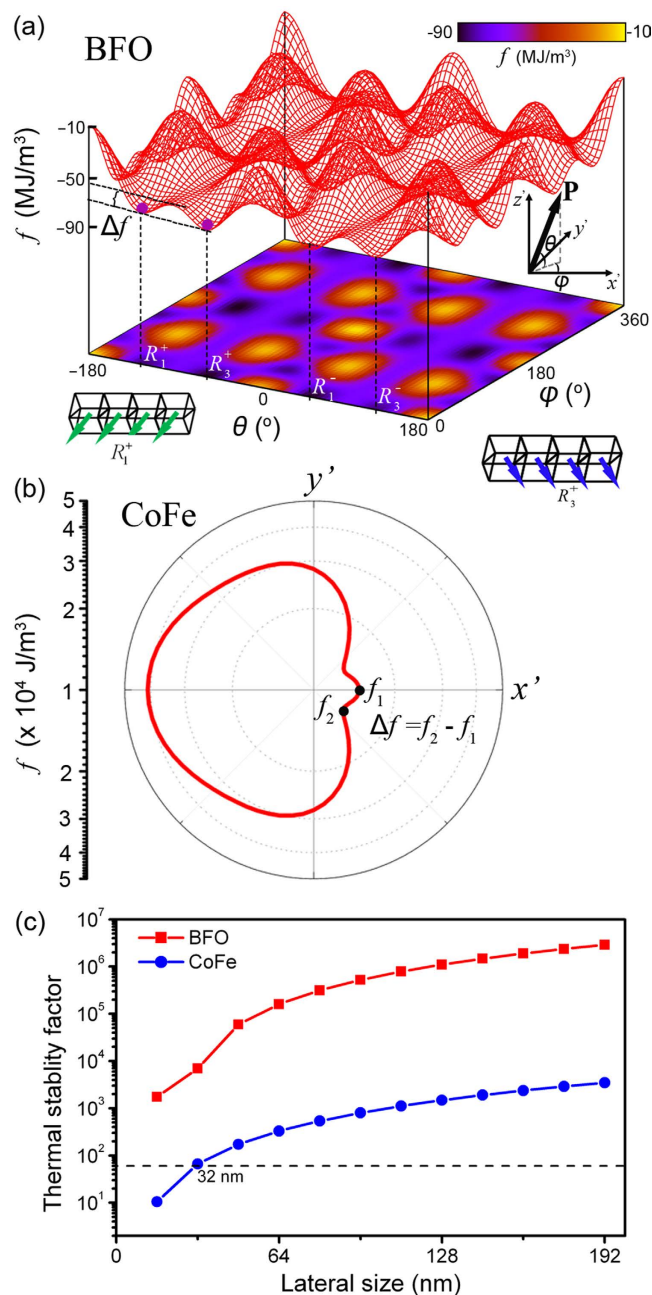 (a)
BFO
-90
-10
f (MJ/m³)
f (MJ/m³)
−10
−50
−90
Δf
z'
P
y'
θ
φ
x'
R₁⁺
R₃⁺
R₁⁻
R₃⁻
−180
0
180
θ (º)
0
180
360
φ (º)
R₁⁺
R₃⁺
(b)
CoFe
y'
x'
5
4
3
2
1
2
3
4
5
f (x 10⁴ J/m³)
f₁
f₂
Δf =f₂ - f₁
(c)
BFO
CoFe
10⁷
10⁶
10⁵
10⁴
10³
10²
10¹
Thermal stablity factor
32 nm
0
64
128
192
Lateral size (nm)